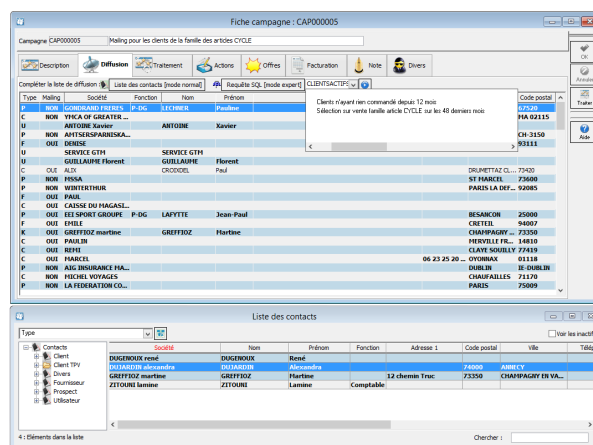 Fiche campagne : CAP000005
Campagne CAP000005 Mailing pour les clients de la famille des articles CYCLE
Description Diffusion Traitement Actions Offres Facturation Note Divers
OK
Annuler
Traiter
Aide
Compléter la liste de diffusion : Liste des contacts [mode normal] Requête SQL [mode expert] CLIENTSACTIFS
Clients n'ayant rien commandé depuis 12 mois
Sélection sur vente famille article CYCLE sur les 48 derniers mois
Type Mailing Société Fonction Nom Prénom Code postal
P NON GONDRAND FRERES P-DG LECHNER Pauline 67520
C NON YMCA OF GREATER ... MA 02115
U ANTOINE Xavier ANTOINE Xavier
C NON AMTSERSPARNISKA... CH-3150
F OUI DENISE 93111
U SERVICE GTM SERVICE GTM
U GUILLAUME Florent GUILLAUME Florent
C OUI ALIX CROIXDEL Paul DRUMETTAZ CL... 73420
P NON MSSA ST MARCEL 73600
P NON WINTERTHUR PARIS LA DEF... 92085
F OUI PAUL
C OUI CAISSE DU MAGASI...
P OUI EEI SPORT GROUPE P-DG LAFYTTE Jean-Paul BESANCON 25000
F OUI EMILE CRETEIL 94007
K OUI GREFFIOZ martine GREFFIOZ Martine CHAMPAGNY ... 73350
C OUI PAULIN MERVILLE FR... 14810
C OUI REMI CLAYE SOUILLY 77419
C OUI MARCEL 06 23 25 20 ... OYONNAX 01118
P NON AIG INSURANCE MA... DUBLIN IE-DUBLIN
C NON MICHEL VOYAGES CHAUFAILLES 71170
P NON LA FEDERATION CO... PARIS 75009
Liste des contacts
Type
Voir les inactif
Contacts
Client
Client TPV
Divers
Fournisseur
Prospect
Utilisateur
Société Nom Prénom Fonction Adresse 1 Code postal Ville Télép
DUGENOUX rené DUGENOUX René
DUJARDIN alexandra DUJARDIN Alexandra 74000 ANNECY
GREFFIOZ martine GREFFIOZ Martine 12 chemin Truc 73350 CHAMPAGNY EN VA...
ZITOUNI lamine ZITOUNI Lamine Comptable
4 : Eléments dans la liste
Chercher :